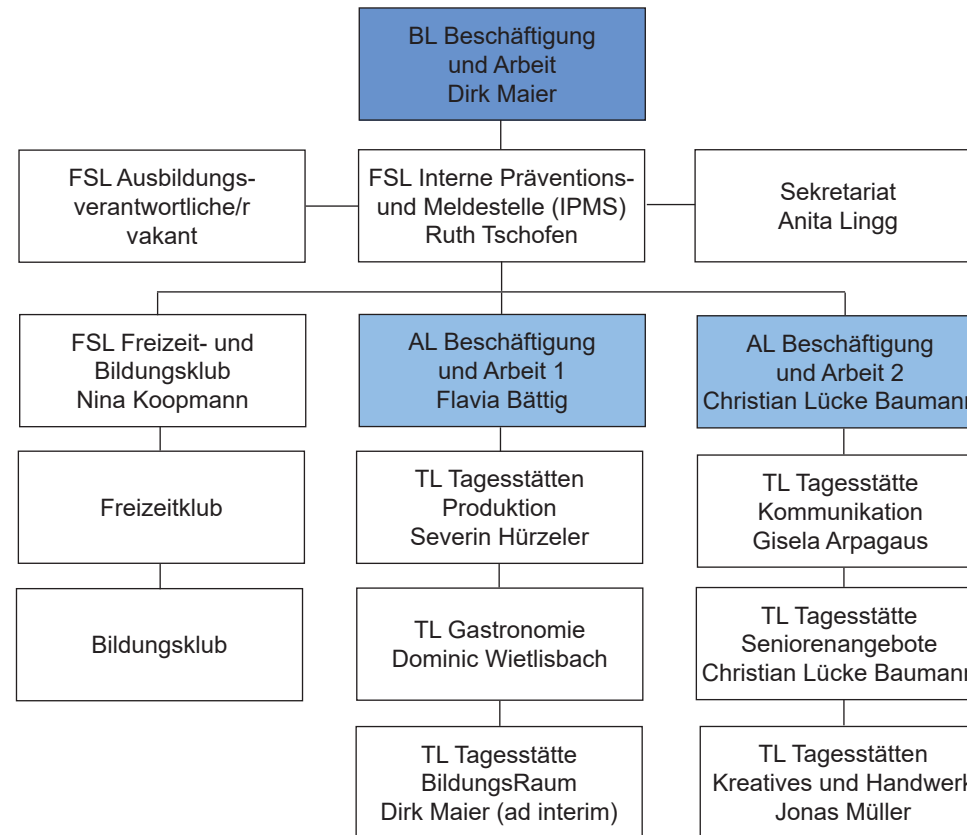 BL Beschäftigung
und Arbeit
Dirk Maier
FSL Ausbildungs-
verantwortliche/r
vakant
FSL Interne Präventions-
und Meldestelle (IPMS)
Ruth Tschofen
Sekretariat
Anita Lingg
FSL Freizeit- und
Bildungsklub
Nina Koopmann
AL Beschäftigung
und Arbeit 1
Flavia Bättig
AL Beschäftigung
und Arbeit 2
Christian Lücke Baumann
Freizeitklub
TL Tagesstätten
Produktion
Severin Hürzeler
TL Tagesstätte
Kommunikation
Gisela Arpagaus
Bildungsklub
TL Gastronomie
Dominic Wietlisbach
TL Tagesstätte
Seniorenangebote
Christian Lücke Baumann
TL Tagesstätte
BildungsRaum
Dirk Maier (ad interim)
TL Tagesstätten
Kreatives und Handwerk
Jonas Müller